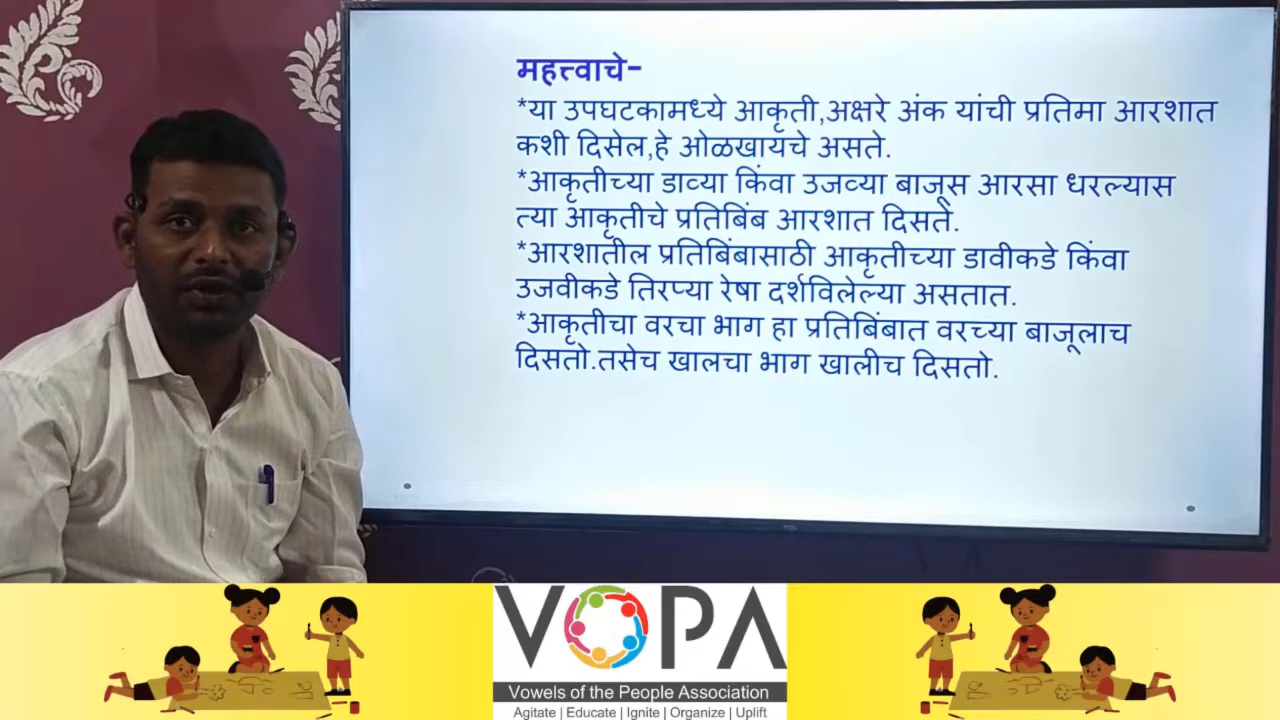 महत्त्वाचे-
*या उपघटकामध्ये आकृती,अक्षरे अंक यांची प्रतिमा आरशात
कशी दिसेल,हे ओळखायचे असते.
*आकृतीच्या डाव्या किंवा उजव्या बाजूस आरसा धरल्यास
त्या आकृतीचे प्रतिबिंब आरशात दिसते.
*आरशातील प्रतिबिंबासाठी आकृतीच्या डावीकडे किंवा
उजवीकडे तिरप्या रेषा दर्शविलेल्या असतात.
*आकृतीचा वरचा भाग हा प्रतिबिंबात वरच्या बाजूलाच
दिसतो.तसेच खालचा भाग खालीच दिसतो.
TCL
VOPA
Vowels of the People Association
Agitate | Educate | Ignite | Organize | Uplift